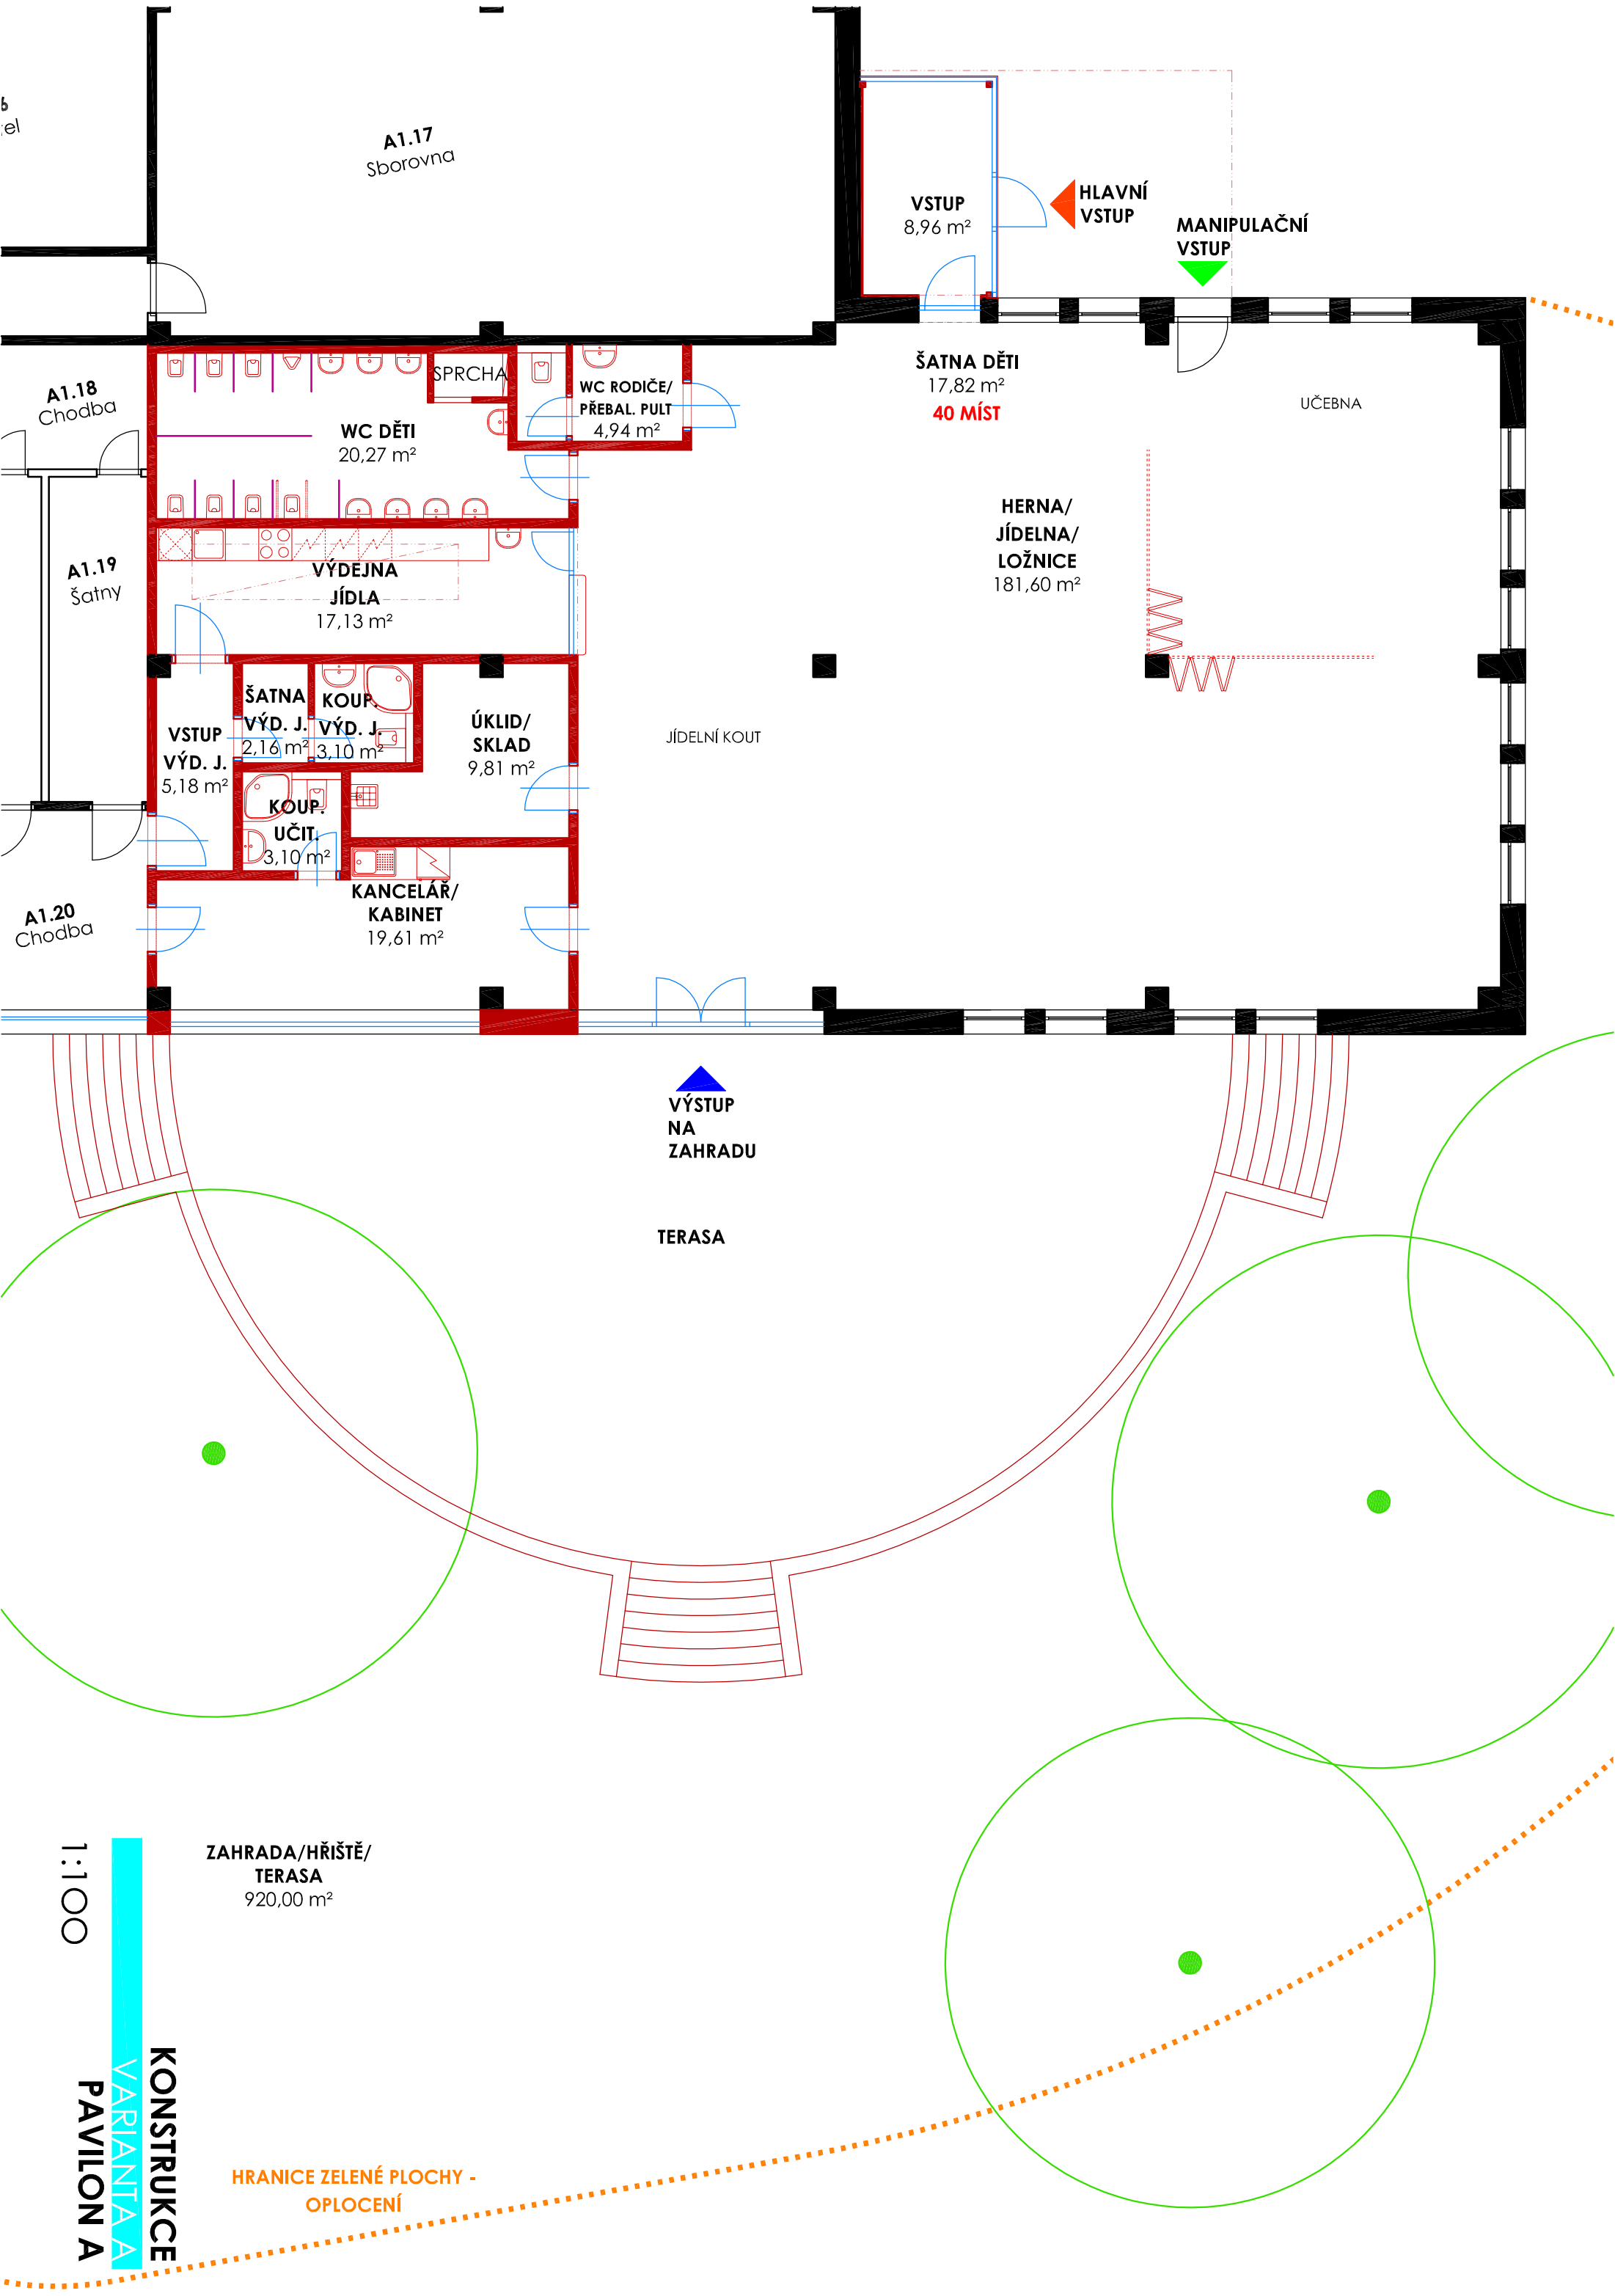 6
el
A1.17
Sborovna
VSTUP
8,96 m²
HLAVNÍ
VSTUP
MANIPULAČNÍ
VSTUP
A1.18
Chodba
SPRCHA
WC RODIČE/
PŘEBAL. PULT
4,94 m²
WC DĚTI
20,27 m²
ŠATNA DĚTI
17,82 m²
40 MÍST
UČEBNA
HERNA/
JÍDELNA/
LOŽNICE
181,60 m²
A1.19
Šatny
VÝDEJNA
JÍDLA
17,13 m²
VSTUP
VÝD. J.
5,18 m²
ŠATNA
VÝD. J.
2,16 m²
KOUP.
VÝD. J.
3,10 m²
ÚKLID/
SKLAD
9,81 m²
JÍDELNÍ KOUT
KOUP.
UČIT.
3,10 m²
KANCELÁŘ/
KABINET
19,61 m²
A1.20
Chodba
VÝSTUP
NA
ZAHRADU
TERASA
ZAHRADA/HŘIŠTĚ/
TERASA
920,00 m²
1:100
KONSTRUKCE
VARIANTA A
PAVILON A
HRANICE ZELENÉ PLOCHY -
OPLOCENÍ